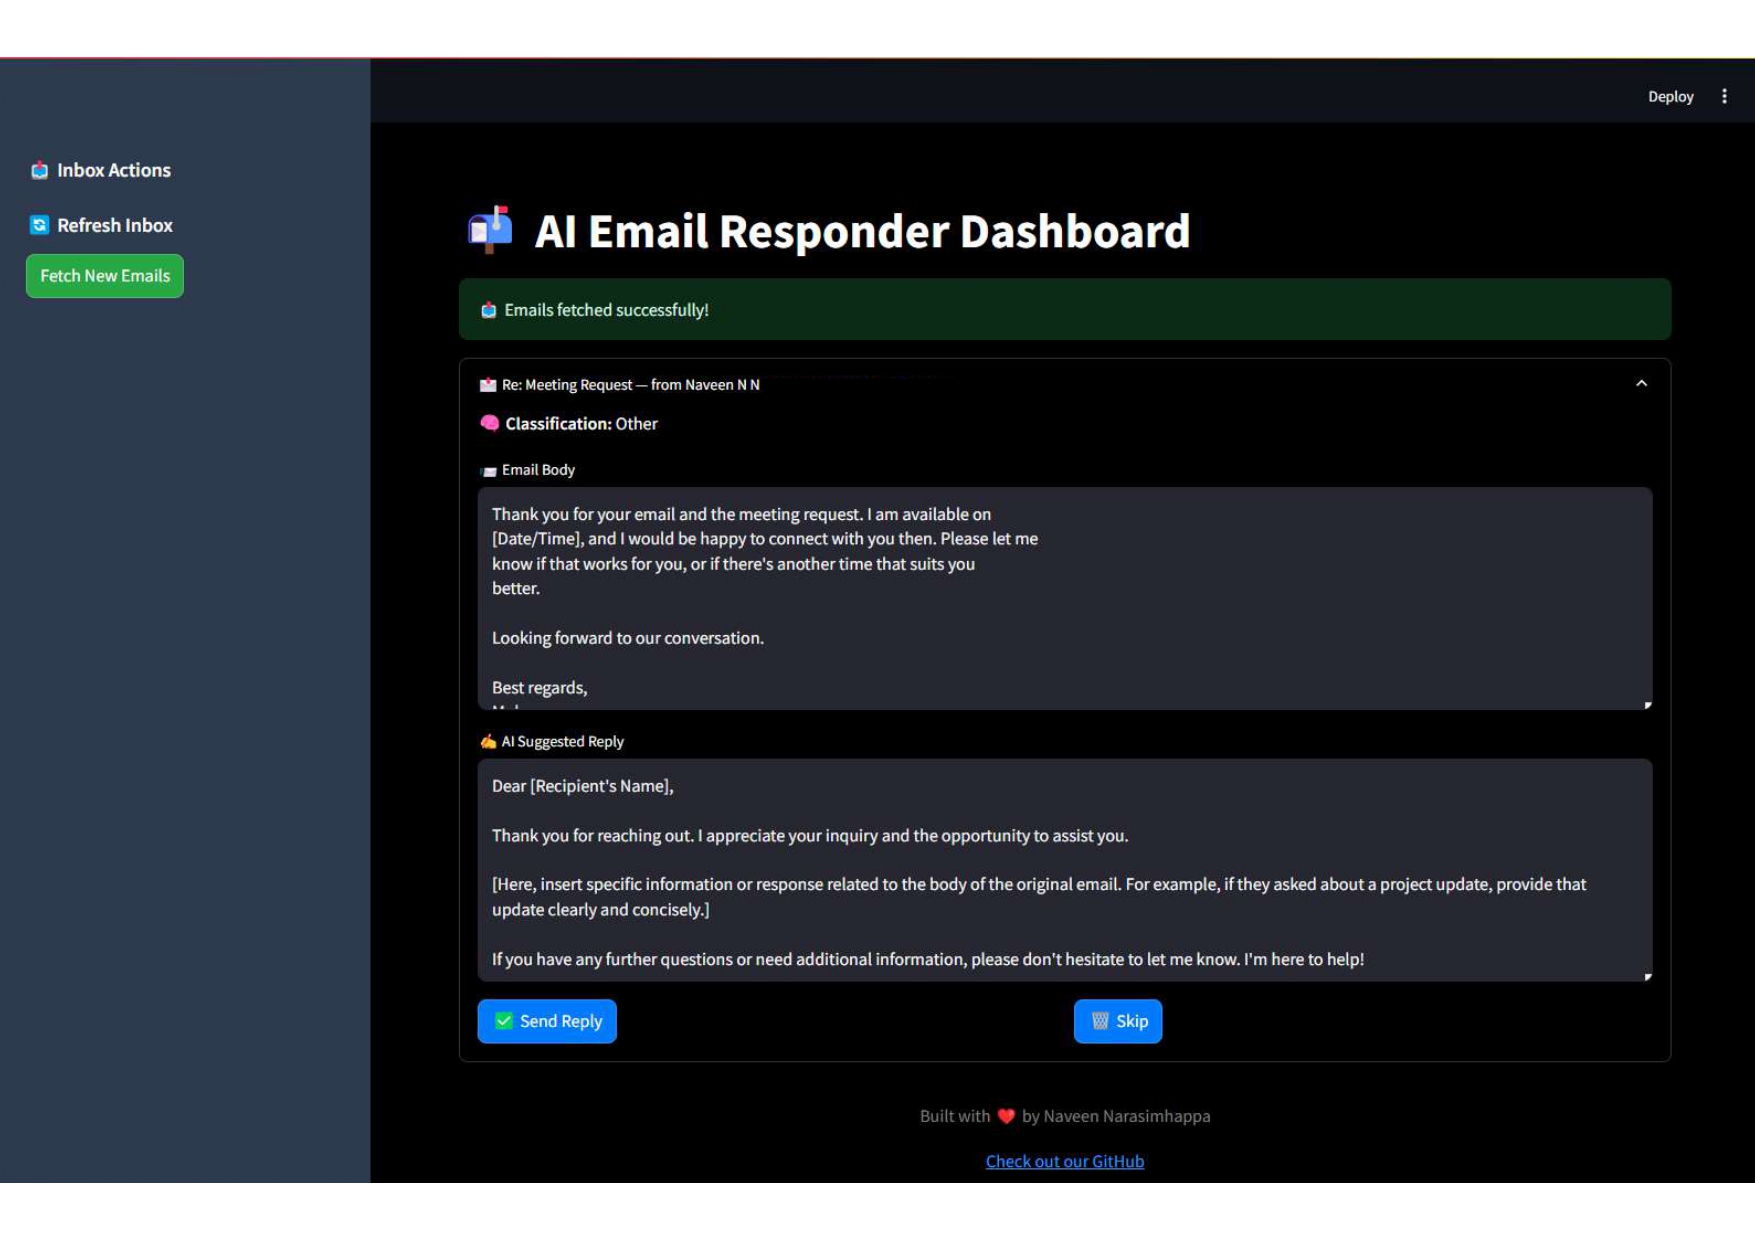 Deploy
Inbox Actions
Refresh Inbox
Fetch New Emails
AI Email Responder Dashboard
Emails fetched successfully!
Re: Meeting Request — from Naveen N N
Classification: Other
Email Body
Thank you for your email and the meeting request. I am available on
[Date/Time], and I would be happy to connect with you then. Please let me
know if that works for you, or if there's another time that suits you
better.
Looking forward to our conversation.
Best regards,
AI Suggested Reply
Dear [Recipient's Name],
Thank you for reaching out. I appreciate your inquiry and the opportunity to assist you.
[Here, insert specific information or response related to the body of the original email. For example, if they asked about a project update, provide that
update clearly and concisely.]
If you have any further questions or need additional information, please don't hesitate to let me know. I'm here to help!
Send Reply
Skip
Built with ❤️ by Naveen Narasimhappa
Check out our GitHub